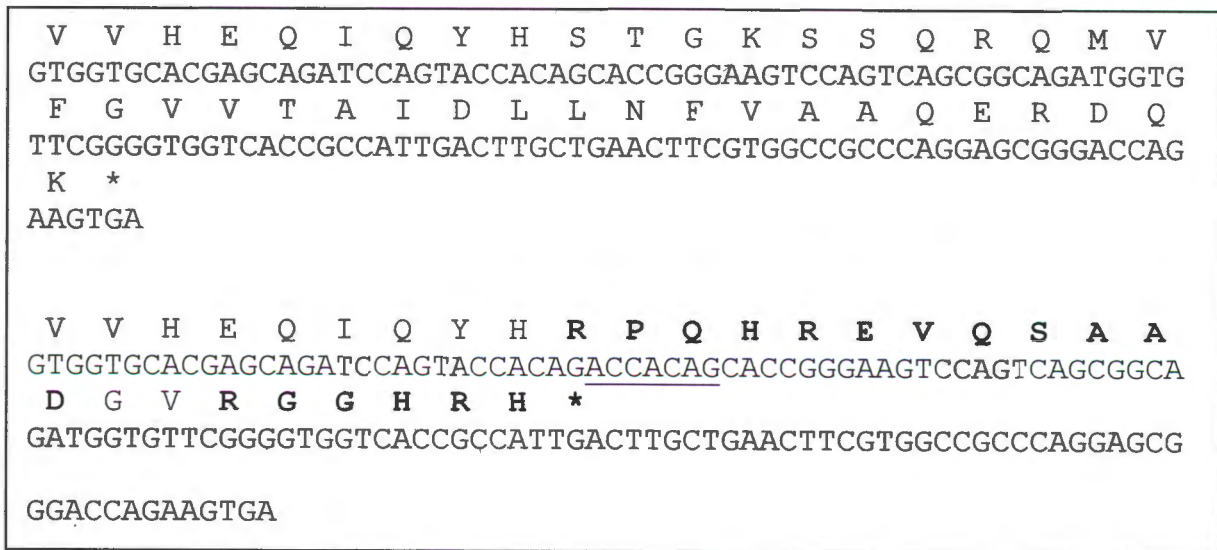 V V H E Q I Q Y H S T G K S S Q R Q M V
GTGGTGCACGAGCAGATCCAGTACCACAGCACCGGGAAGTCCAGTCAGCGGCAGATGGTG
F G V V T A I D L L N F V A A Q E R D Q
TTCGGGGTGGTCACCGCCATTGACTTGCTGAACTTCGTGGCCGCCCAGGAGCGGGACCAG
K *
AAGTGA
V V H E Q I Q Y H R P Q H R E V Q S A A
GTGGTGCACGAGCAGATCCAGTACCACAGACCACAGCACCGGGAAGTCCAGTCAGCGGCA
D G V R G G H R H *
GATGGTGTTCGGGGTGGTCACCGCCATTGACTTGCTGAACTTCGTGGCCGCCCAGGAGCG
GGACCAGAAGTGA